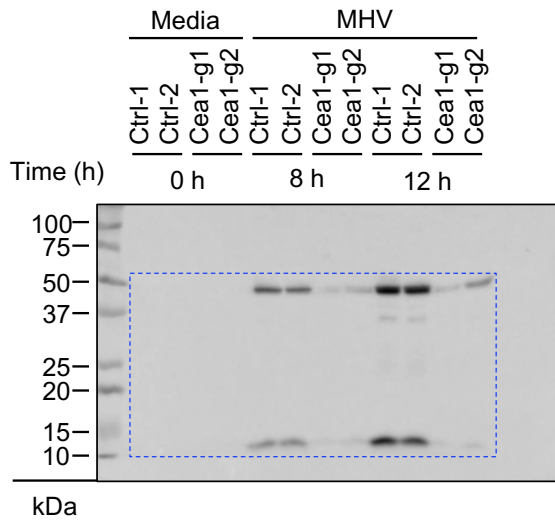 Media MHV
Ctrl-1 Ctrl-2 Cea1-g1 Cea1-g2 Ctrl-1 Ctrl-2 Cea1-g1 Cea1-g2 Ctrl-1 Ctrl-2 Cea1-g1 Cea1-g2
Time (h) 0 h 8 h 12 h
100
75
50
37
25
20
15
10
kDa